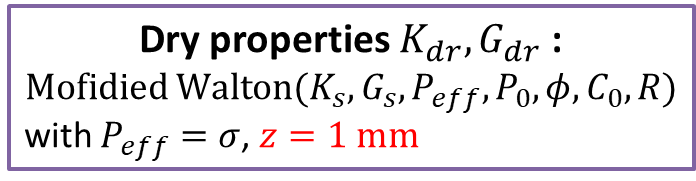 Dry properties K_dr, G_dr :
Mofidied Walton(K_s, G_s, P_eff, P_0, ϕ, C_0, R)
with P_eff = σ, z = 1 mm